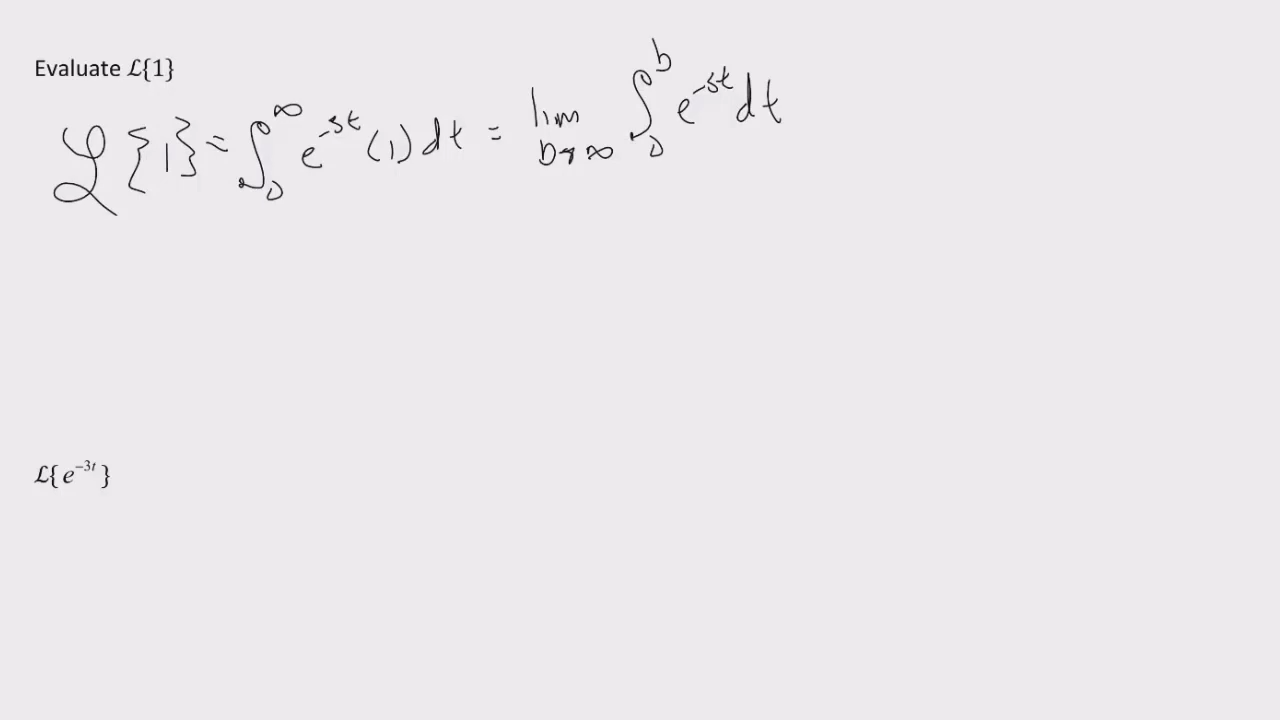 Evaluate ℒ{1}
ℒ{1} = ∫₀^∞ e^{-st} (1) dt = lim_{b→∞} ∫₀^b e^{-st} dt
ℒ{e^{-3t}}